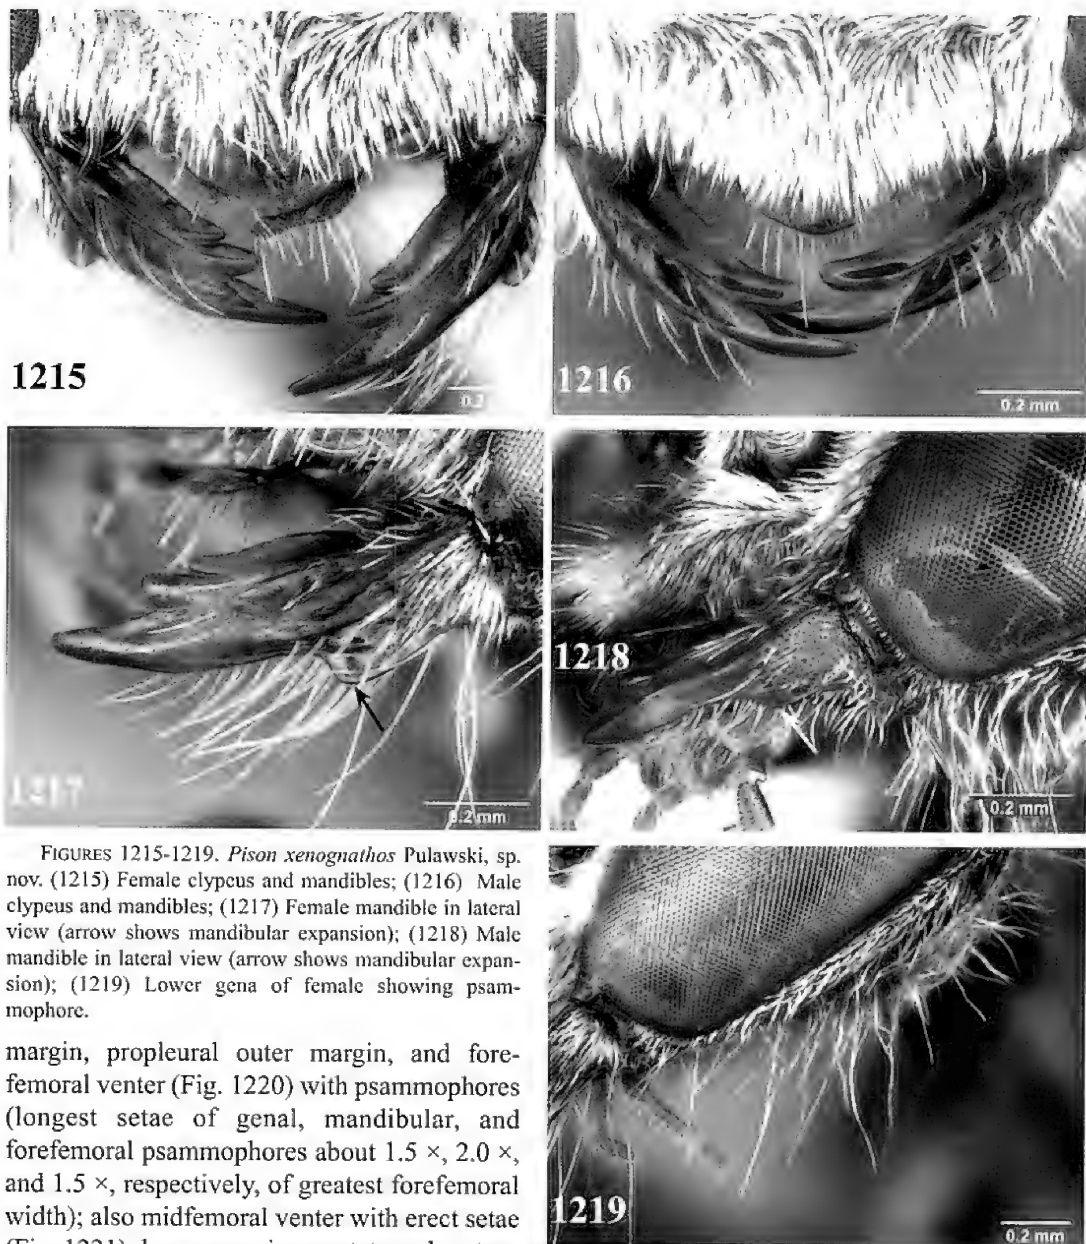 1215
0.2
1216
0.2 mm
1217
0.2 mm
1218
0.2 mm
FIGURES 1215-1219. Pison xenognathos Pulawski, sp.
nov. (1215) Female clypeus and mandibles; (1216) Male
clypeus and mandibles; (1217) Female mandible in lateral
view (arrow shows mandibular expansion); (1218) Male
mandible in lateral view (arrow shows mandibular expan-
sion); (1219) Lower gena of female showing psam-
mophore.
margin, propleural outer margin, and fore-
femoral venter (Fig. 1220) with psammophores
(longest setae of genal, mandibular, and
forefemoral psammophores about 1.5 ×, 2.0 ×,
and 1.5 ×, respectively, of greatest forefemoral
width); also midfemoral venter with erect setae
1219
0.2 mm